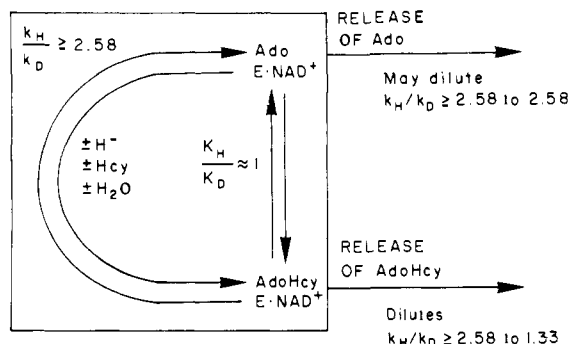 k_H
k_D
≥ 2.58
Ado
E·NAD⁺
RELEASE
OF Ado
May dilute
k_H/k_D ≥ 2.58 to 2.58
±H⁻
±Hcy
±H₂O
K_H
K_D
≈ 1
AdoHcy
E·NAD⁺
RELEASE
OF AdoHcy
Dilutes
k_H/k_D ≥ 2.58 to 1.33